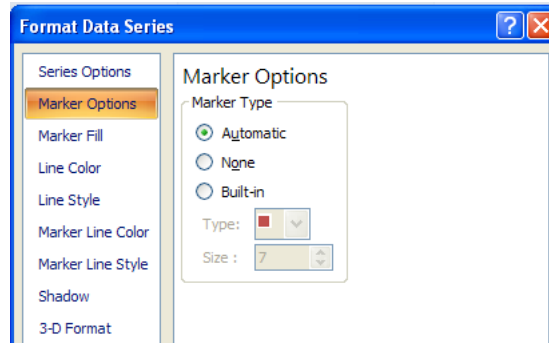 Format Data Series
Series Options
Marker Options
Marker Fill
Line Color
Line Style
Marker Line Color
Marker Line Style
Shadow
3-D Format
Marker Options
Marker Type
Automatic
None
Built-in
Type:
Size :
7